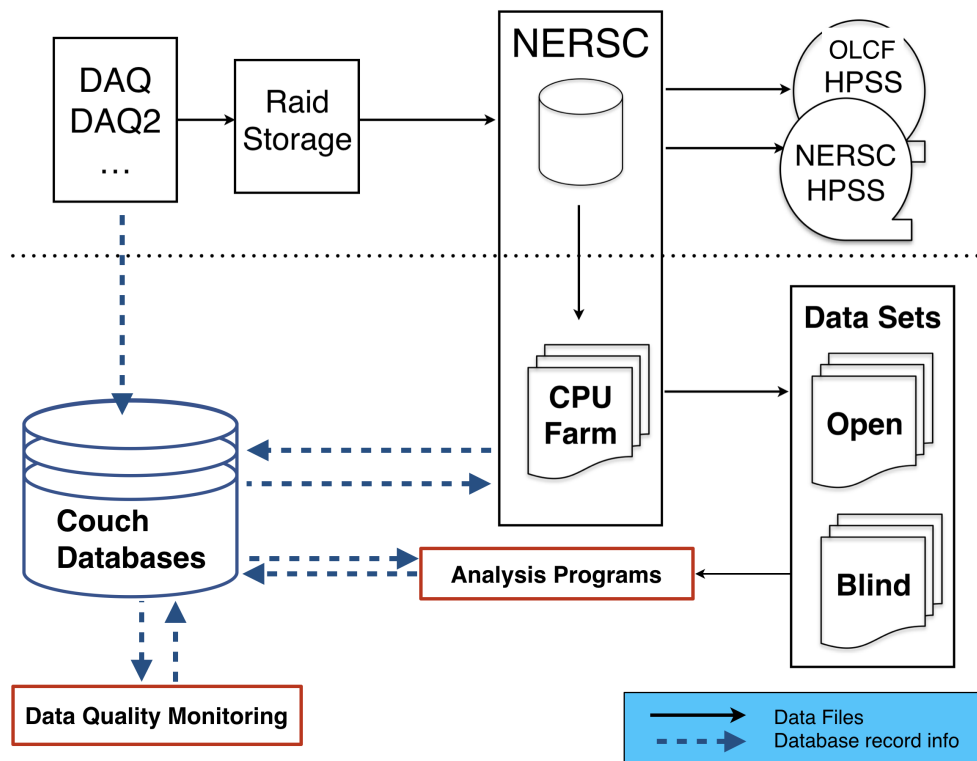 DAQ
DAQ2
...
Raid
Storage
NERSC
OLCF
HPSS
NERSC
HPSS
CPU
Farm
Data Sets
Open
Blind
Couch
Databases
Analysis Programs
Data Quality Monitoring
Data Files
Database record info